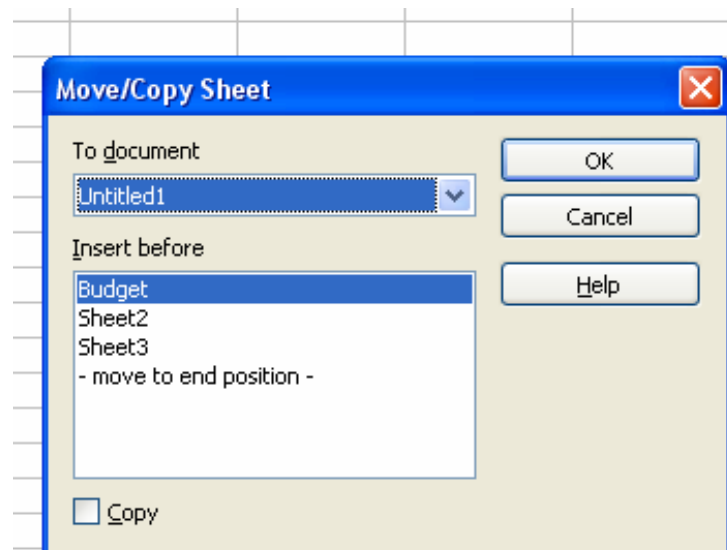 Move/Copy Sheet
To document
Untitled1
Insert before
Budget
Sheet2
Sheet3
- move to end position -
Copy
OK
Cancel
Help